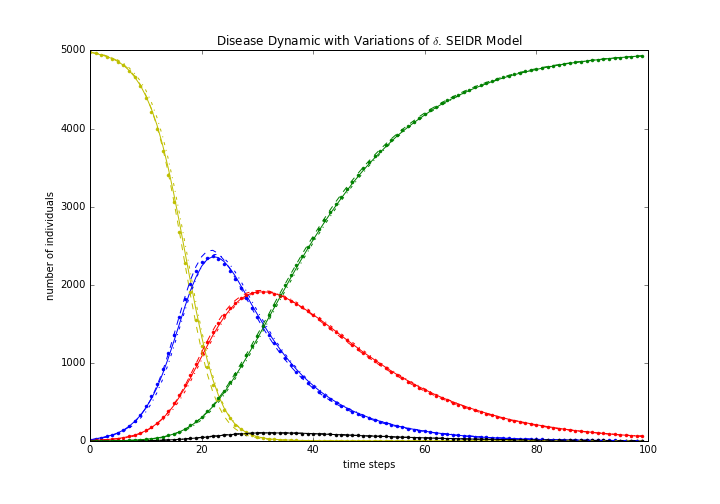 Disease Dynamic with Variations of δ. SEIDR Model
5000
4000
3000
2000
1000
0
number of individuals
0 20 40 60 80 100
time steps